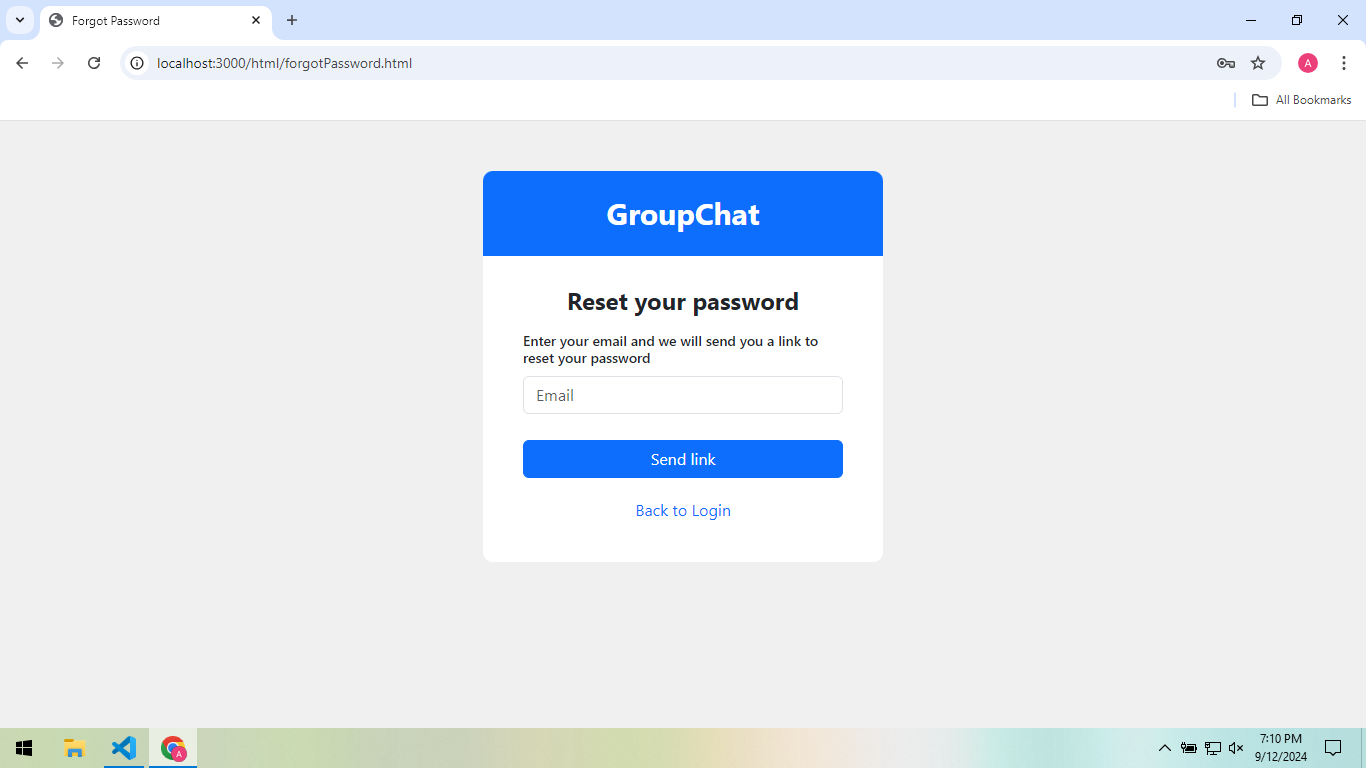 Forgot Password
localhost:3000/html/forgotPassword.html
A
All Bookmarks
GroupChat
Reset your password
Enter your email and we will send you a link to
reset your password
Email
Send link
Back to Login
A
7:10 PM
9/12/2024